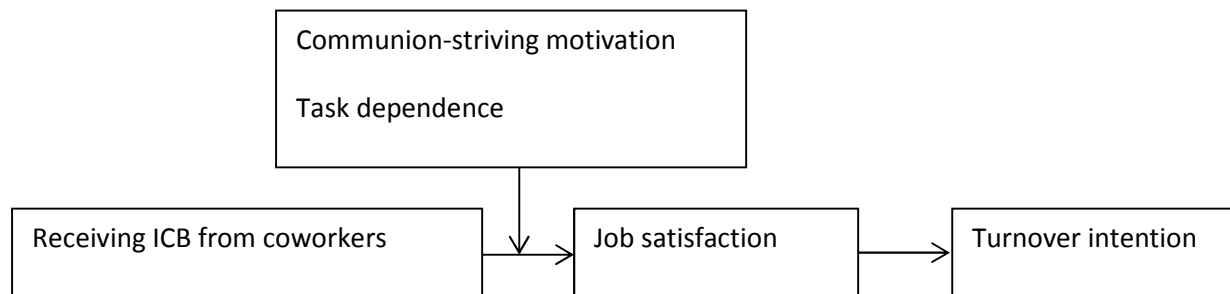 Communion-striving motivation
Task dependence
Receiving ICB from coworkers
Job satisfaction
Turnover intention